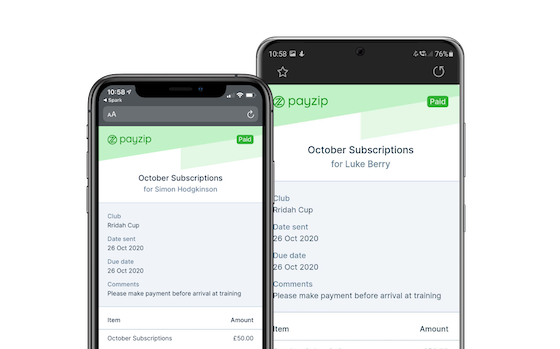 10:58
Spark
AA
payzip
Paid
October Subscriptions
for Simon Hodgkinson
Club
Rridah Cup
Date sent
26 Oct 2020
Due date
26 Oct 2020
Comments
Please make payment before arrival at training
Item Amount
October Subscriptions £50.00
10:58 76%
payzip
Paid
October Subscriptions
for Luke Berry
Club
Rridah Cup
Date sent
26 Oct 2020
Due date
26 Oct 2020
Comments
Please make payment before arrival at training
Item Amount